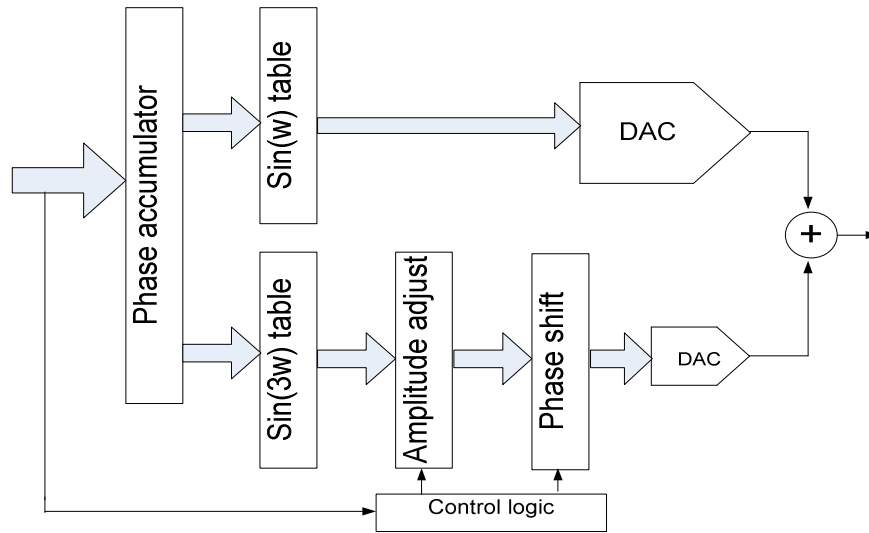 Phase accumulator
Sin(w) table
DAC
+
Sin(3w) table
Amplitude adjust
Phase shift
DAC
Control logic